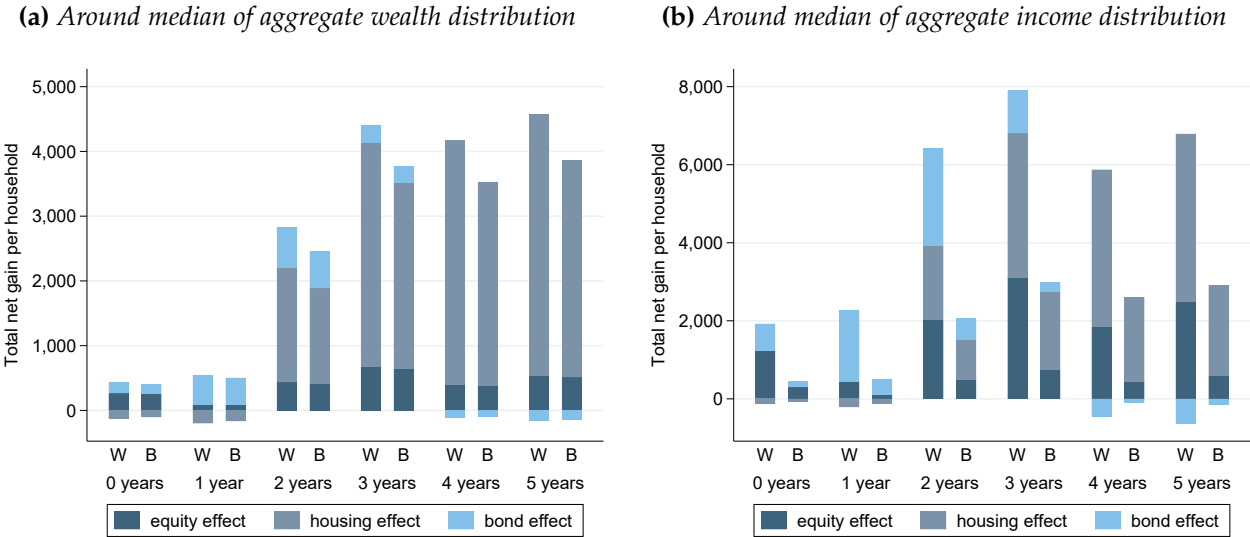 (a) Around median of aggregate wealth distribution
Total net gain per household
5,000
4,000
3,000
2,000
1,000
0
W B W B W B W B W B W B
0 years 1 year 2 years 3 years 4 years 5 years
equity effect housing effect bond effect
(b) Around median of aggregate income distribution
Total net gain per household
8,000
6,000
4,000
2,000
0
W B W B W B W B W B W B
0 years 1 year 2 years 3 years 4 years 5 years
equity effect housing effect bond effect